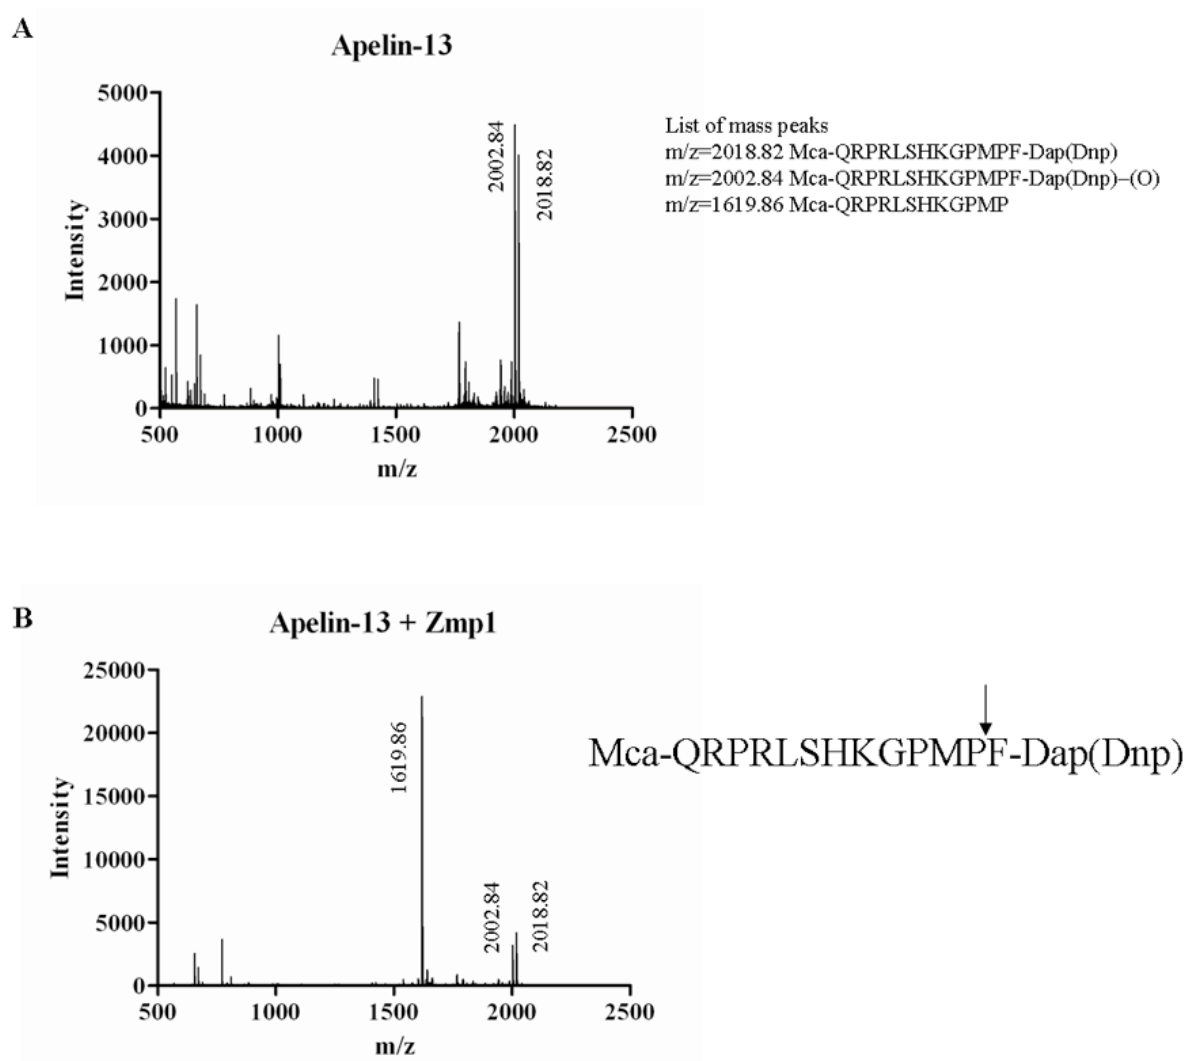 A
Apelin-13
5000
4000
3000
2000
1000
0
Intensity
2002.84
2018.82
500
1000
1500
2000
2500
m/z
List of mass peaks
m/z=2018.82 Mca-QRPRLSHKGPMPF-Dap(Dnp)
m/z=2002.84 Mca-QRPRLSHKGPMPF-Dap(Dnp)–(O)
m/z=1619.86 Mca-QRPRLSHKGPMP
B
Apelin-13 + Zmp1
25000
20000
15000
10000
5000
0
Intensity
1619.86
2002.84
2018.82
500
1000
1500
2000
2500
m/z
Mca-QRPRLSHKGPMPF-Dap(Dnp)